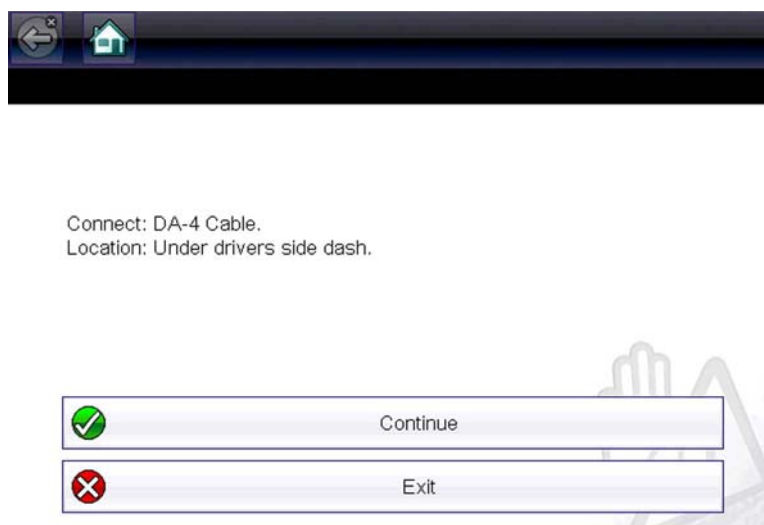 Connect: DA-4 Cable.
Location: Under drivers side dash.
Continue
Exit